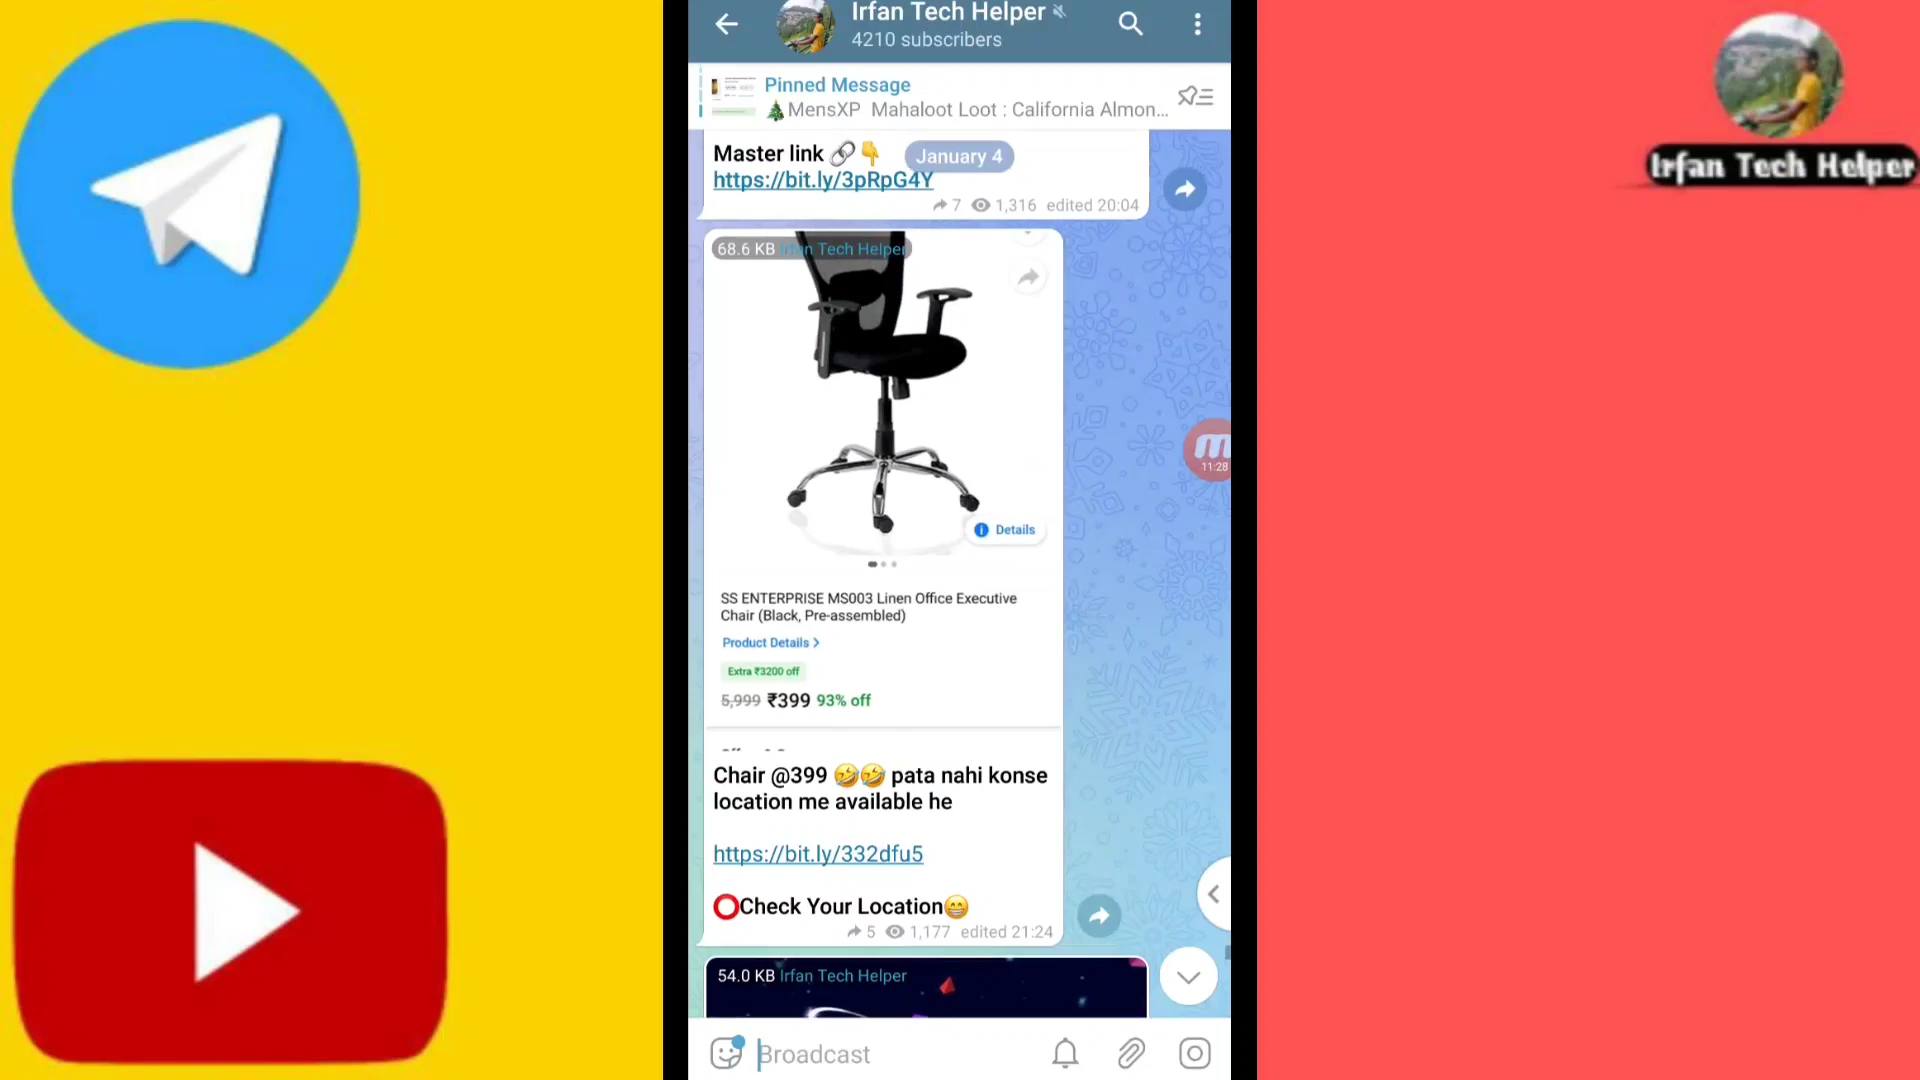 Irfan Tech Helper
4210 subscribers
Pinned Message
🎄MensXP Mahaloot Loot : California Almon...
Master link 🔗👇
January 4
https://bit.ly/3pRpG4Y
7 1,316 edited 20:04
68.6 KB Irfan Tech Helper
Details
SS ENTERPRISE MS003 Linen Office Executive
Chair (Black, Pre-assembled)
Product Details >
Extra ₹3200 off
5,999 ₹399 93% off
Chair @399 🤣🤣 pata nahi konse
location me available he
https://bit.ly/332dfu5
⭕Check Your Location😁
5 1,177 edited 21:24
54.0 KB Irfan Tech Helper
Broadcast
11:28
Irfan Tech Helper